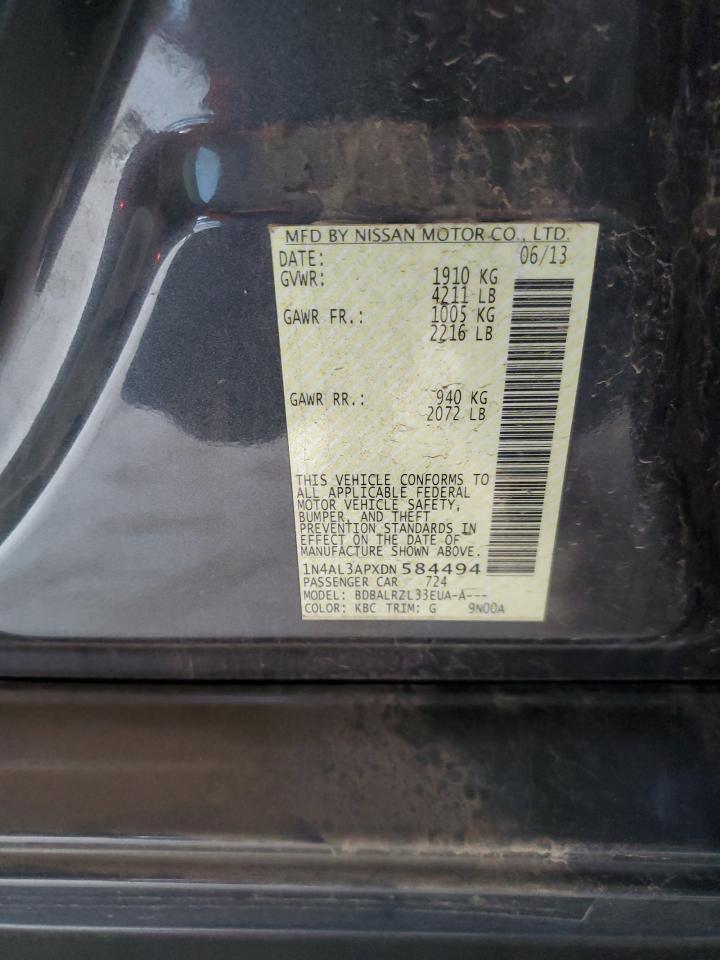 MFD BY NISSAN MOTOR CO., LTD.
DATE: 06/13
GVWR: 1910 KG
4211 LB
GAWR FR.: 1005 KG
2216 LB
GAWR RR.: 940 KG
2072 LB
THIS VEHICLE CONFORMS TO
ALL APPLICABLE FEDERAL
MOTOR VEHICLE SAFETY,
BUMPER, AND THEFT
PREVENTION STANDARDS IN
EFFECT ON THE DATE OF
MANUFACTURE SHOWN ABOVE.
1N4AL3APXDN584494
PASSENGER CAR 724
MODEL: BDBALRZL33EUA-A---
COLOR: KBC TRIM: G 9N00A